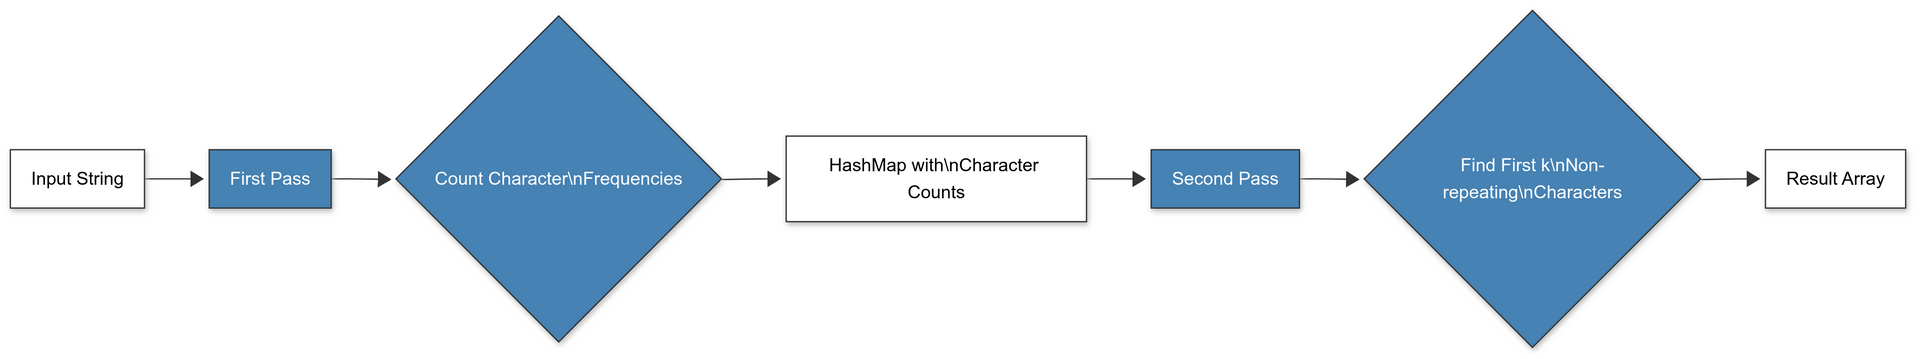 Input String
First Pass
Count Character\nFrequencies
HashMap with\nCharacter
Counts
Second Pass
Find First k\nNon-
repeating\nCharacters
Result Array